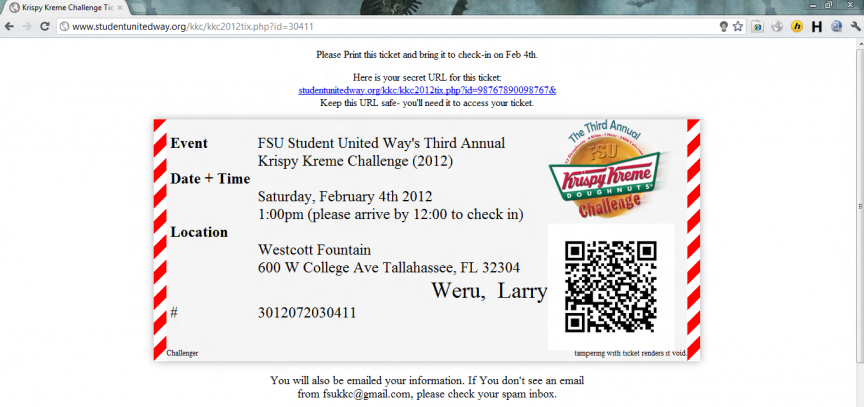 Krispy Kreme Challenge Tic
www.studentunitedway.org/kkc/kkc2012tix.php?id=30411
Please Print this ticket and bring it to check-in on Feb 4th.
Here is your secret URL for this ticket:
studentunitedway.org/kkc/kkc2012tix.php?id=98767890098767&
Keep this URL safe- you'll need it to access your ticket.
Event
FSU Student United Way's Third Annual
Krispy Kreme Challenge (2012)
Date + Time
Saturday, February 4th 2012
1:00pm (please arrive by 12:00 to check in)
Location
Westcott Fountain
600 W College Ave Tallahassee, FL 32304
Weru, Larry
# 3012072030411
Challenger
The Third Annual
FSU
Krispy Kreme
DOUGHNUTS
Challenge
tampering with ticket renders it void.
You will also be emailed your information. If You don't see an email
from fsukkc@gmail.com, please check your spam inbox.